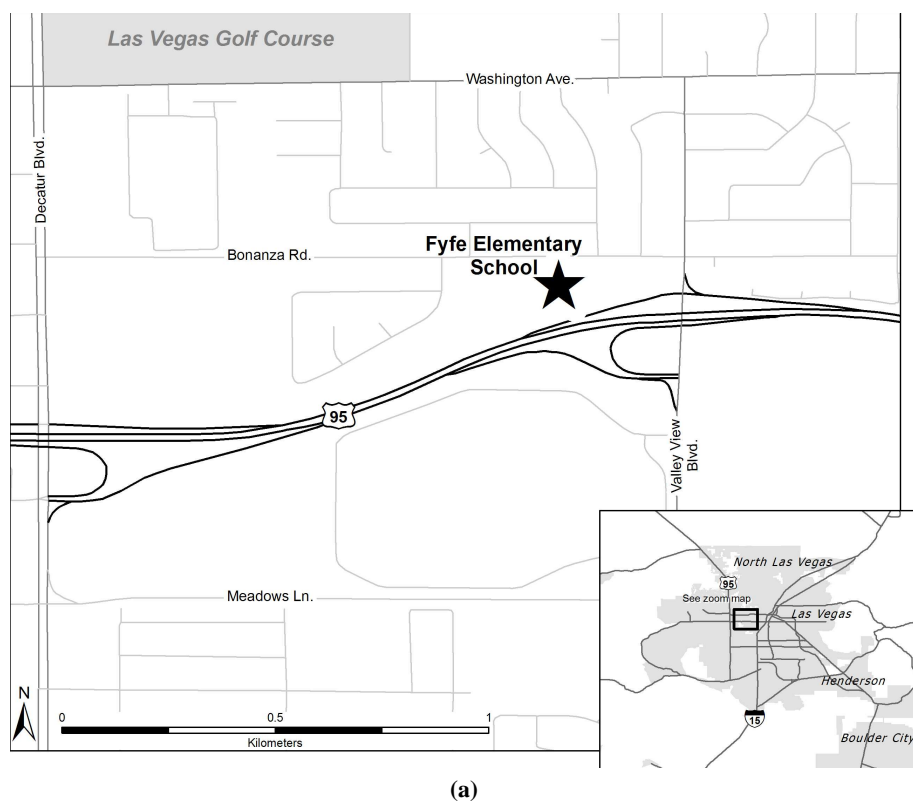 Las Vegas Golf Course
Washington Ave.
Decatur Blvd.
Bonanza Rd.
Fyfe Elementary
School
95
Valley View
Blvd.
Meadows Ln.
N
0 0.5 1
Kilometers
North Las Vegas
95
See zoom map
Las Vegas
Henderson
15
Boulder City
(a)